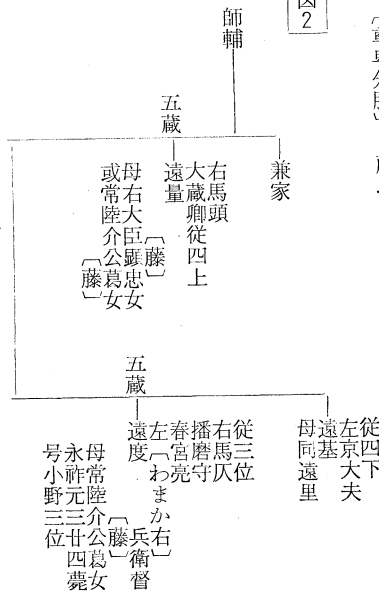 図2
師輔
兼家
五蔵
右馬頭
大蔵卿従四上
遠量
〔藤〕
母右大臣顕忠女
或常陸介公葛女
〔藤〕
従四下
左京大夫
遠基
母同遠里
五蔵
従三位
右馬仄
播磨守
春宮亮
左〔わまか右〕兵衛督
遠度
〔藤〕
母常陸介公葛女
永祚元三廿四薨
号小野三位